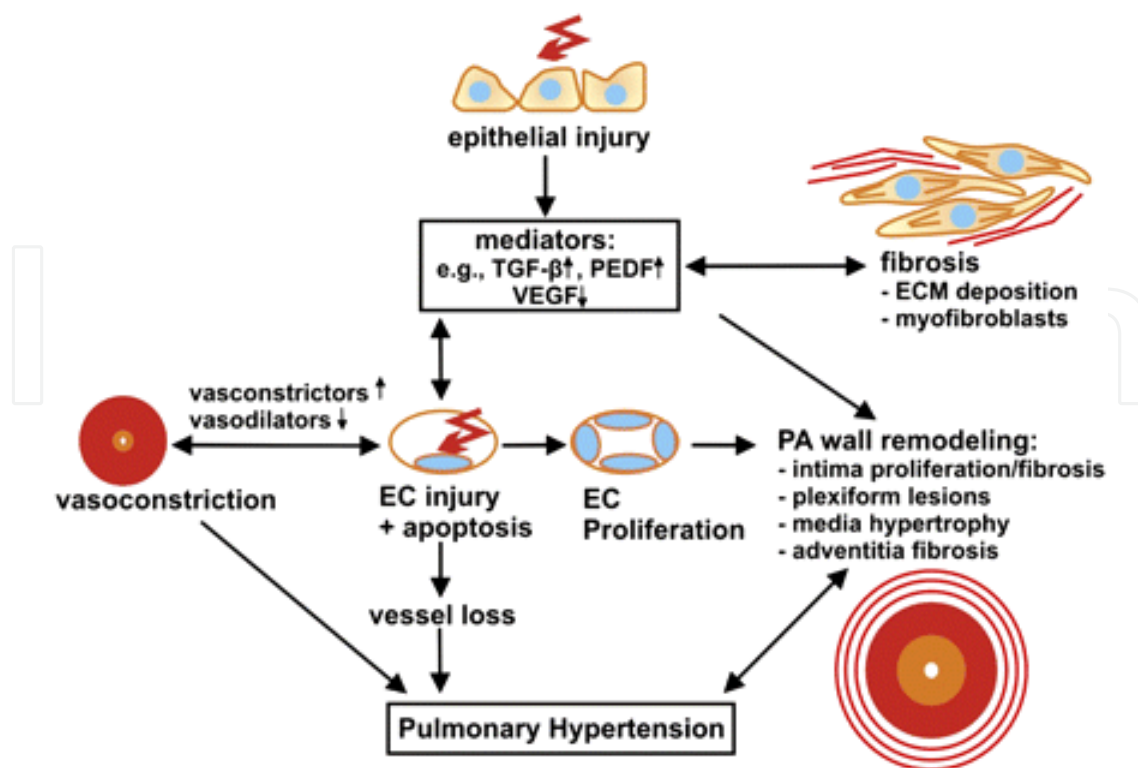 epithelial injury
mediators:
e.g., TGF-β↑, PEDF↑
VEGF↓
fibrosis
- ECM deposition
- myofibroblasts
vasconstrictors ↑
vasodilators ↓
vasoconstriction
EC injury
+ apoptosis
EC
Proliferation
PA wall remodeling:
- intima proliferation/fibrosis
- plexiform lesions
- media hypertrophy
- adventitia fibrosis
vessel loss
Pulmonary Hypertension